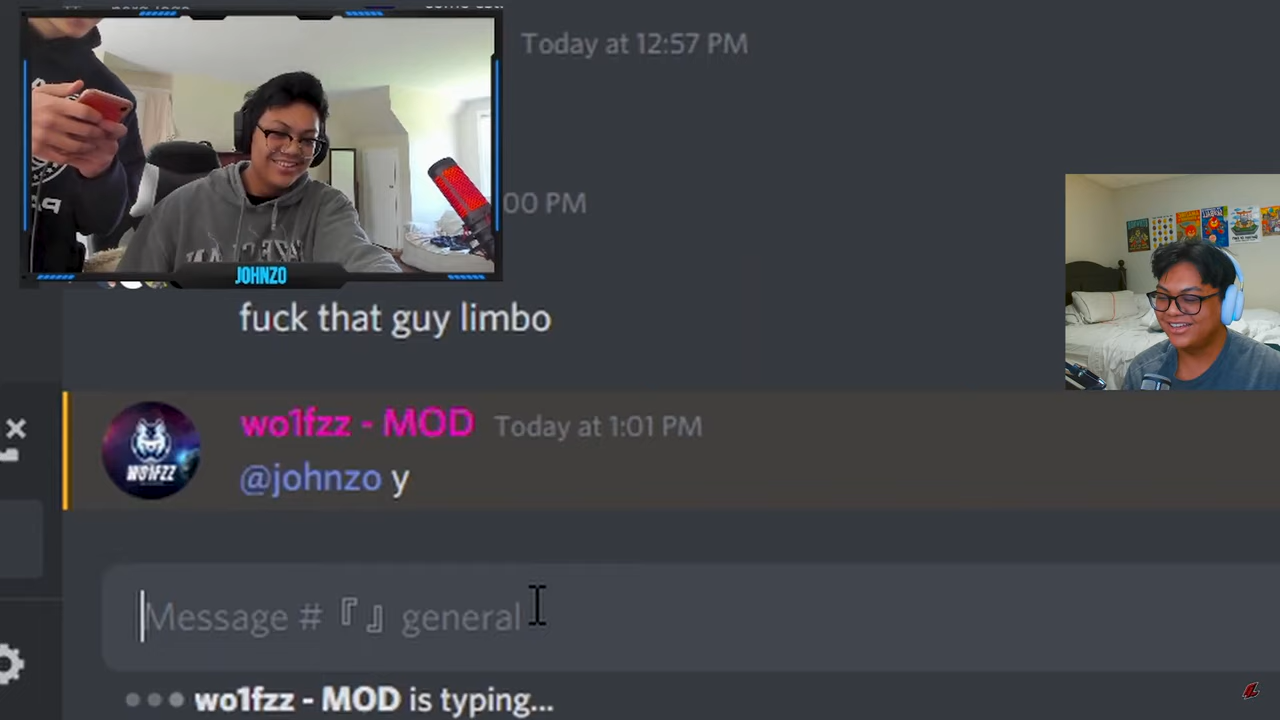 Today at 12:57 PM
JOHNZO
00 PM
fuck that guy limbo
wo1fzz - MOD Today at 1:01 PM
WO1FZZ
@johnzo y
Message # 『』 general
wo1fzz - MOD is typing...